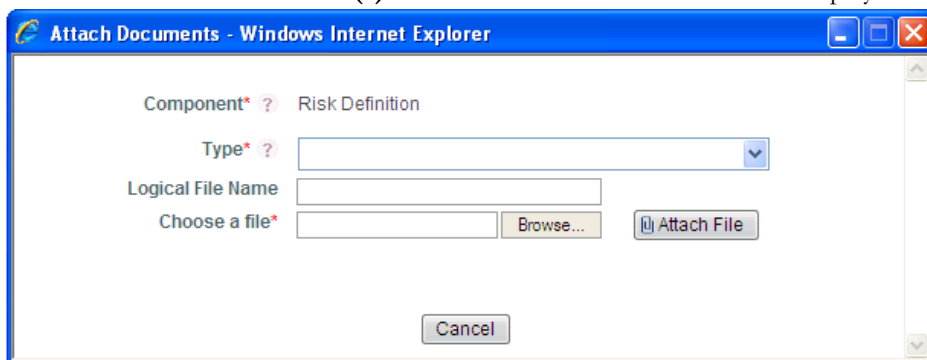 Attach Documents - Windows Internet Explorer
Component* ? Risk Definition
Type* ?
Logical File Name
Choose a file* Browse... Attach File
Cancel